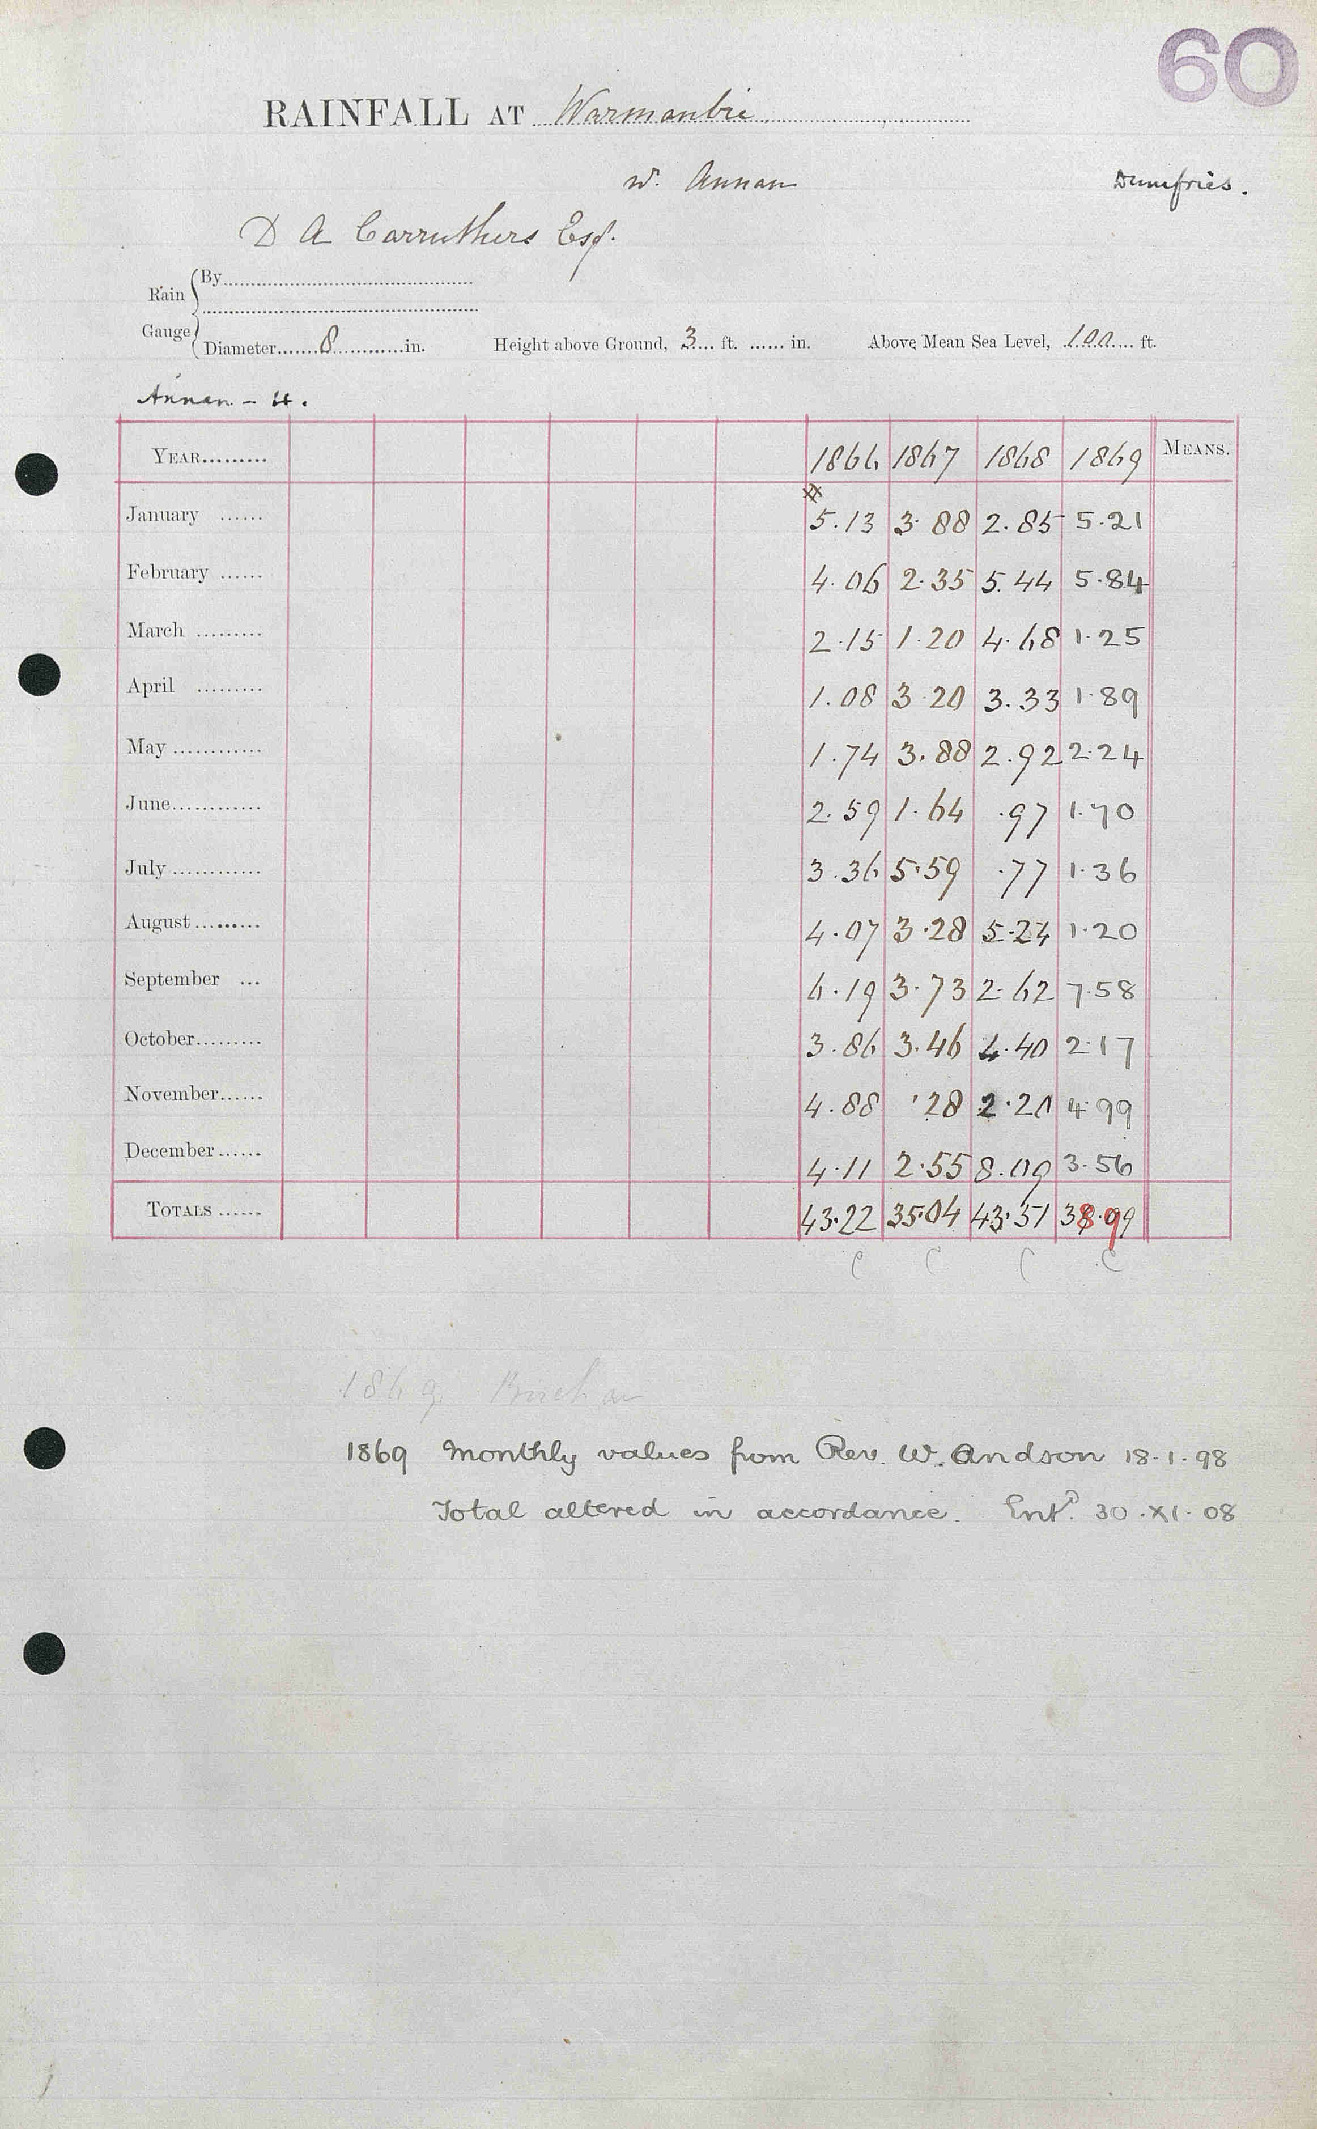 60
RAINFALL AT Warmanbie
w. Annan Dumfries.
D A Carruthers Esq.
Rain Gauge
By
Diameter 8 in. Height above Ground, 3 ft. in. Above Mean Sea Level, 100 ft.
Annan - 4.
YEAR 1866 1867 1868 1869 MEANS.
January 5.13 3.88 2.85 5.21
February 4.06 2.35 5.44 5.84
March 2.15 1.20 4.68 1.25
April 1.08 3.20 3.33 1.89
May 1.74 3.88 2.92 2.24
June 2.59 1.64 .97 1.70
July 3.36 5.59 .77 1.36
August 4.07 3.28 5.24 1.20
September 6.19 3.73 2.62 7.58
October 3.86 3.46 4.40 2.17
November 4.88 .28 2.20 4.99
December 4.11 2.55 8.09 3.56
TOTALS 43.22 35.04 43.51 38.99
C C C C
1869 Buchan
1869 Monthly values from Rev. W. Andson 18.1.98
Total altered in accordance. Entd. 30.XI.08